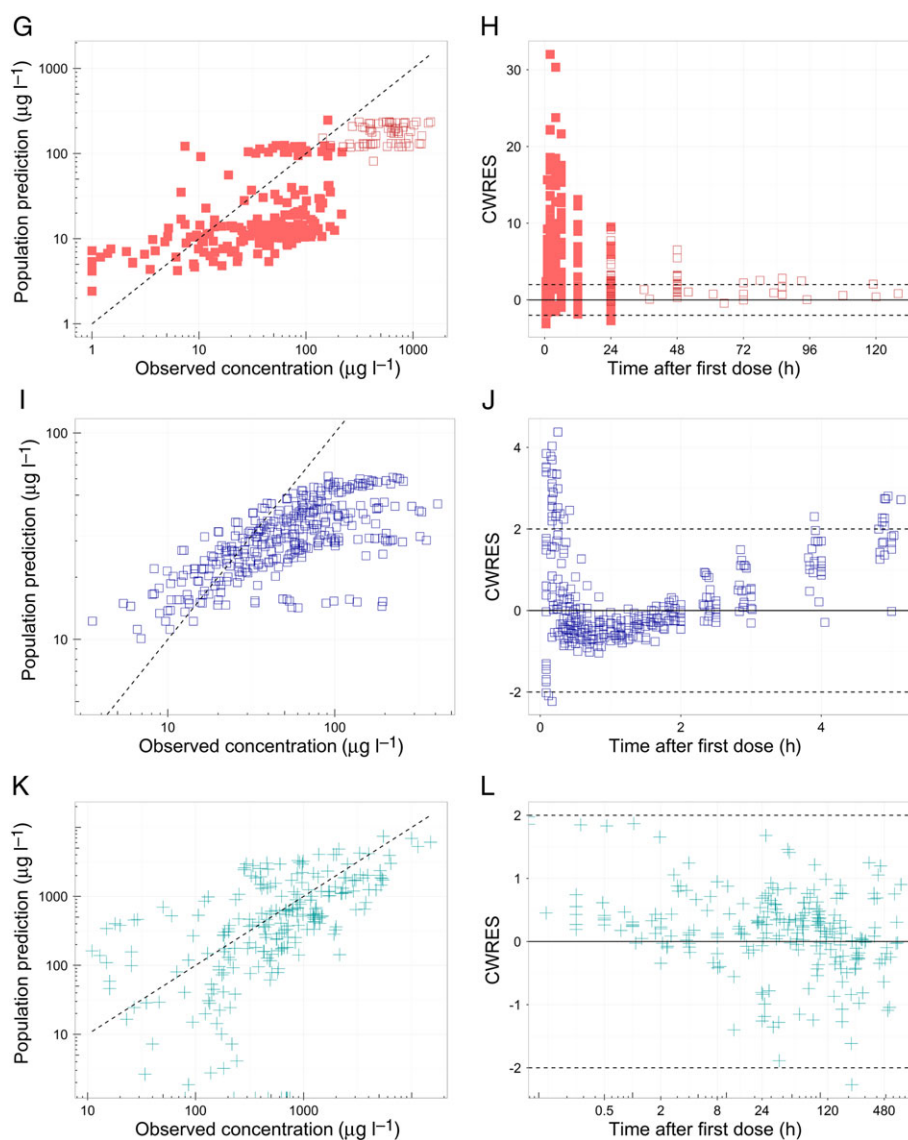 G
1000
100
10
1
Population prediction (µg l–1)
1 10 100 1000
Observed concentration (µg l–1)
H
30
20
10
0
CWRES
0 24 48 72 96 120
Time after first dose (h)
I
100
10
Population prediction (µg l–1)
10 100
Observed concentration (µg l–1)
J
4
2
0
-2
CWRES
0 2 4
Time after first dose (h)
K
1000
100
10
Population prediction (µg l–1)
10 100 1000
Observed concentration (µg l–1)
L
2
1
0
-1
-2
CWRES
0.5 2 8 24 120 480
Time after first dose (h)